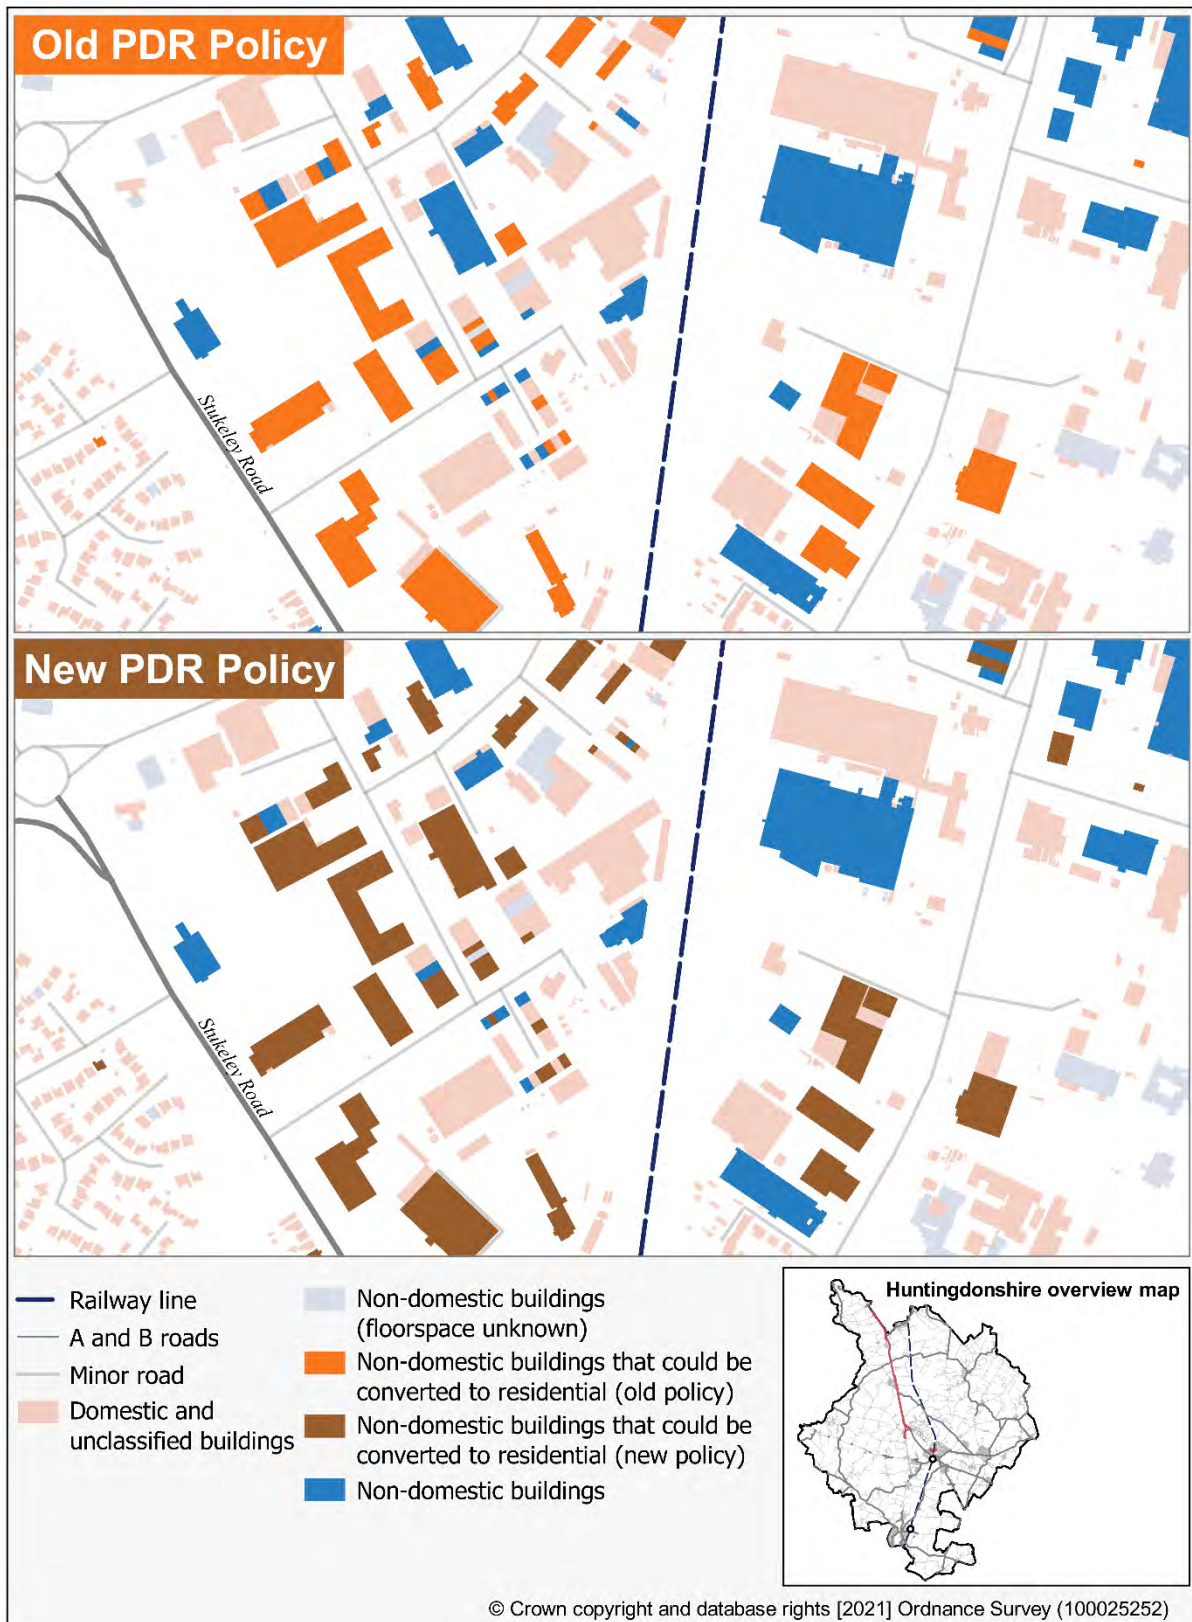 Old PDR Policy
Stukeley Road
New PDR Policy
Stukeley Road
Railway line
A and B roads
Minor road
Domestic and
unclassified buildings
Non-domestic buildings
(floorspace unknown)
Non-domestic buildings that could be
converted to residential (old policy)
Non-domestic buildings that could be
converted to residential (new policy)
Non-domestic buildings
Huntingdonshire overview map
© Crown copyright and database rights [2021] Ordnance Survey (100025252)